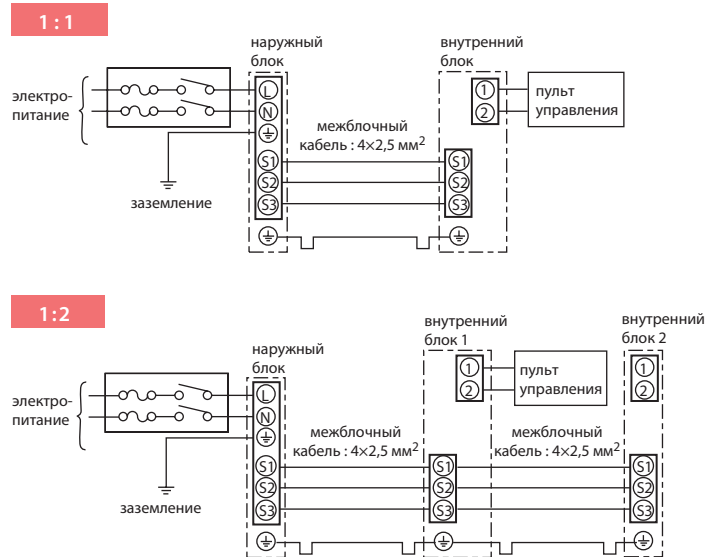 1:1
наружный
блок
внутренний
блок
электро-
питание
L
N
1
2
пульт
управления
межблочный
кабель : 4×2,5 мм²
S1
S2
S3
S1
S2
S3
заземление
1:2
наружный
блок
внутренний
блок 1
внутренний
блок 2
электро-
питание
L
N
1
2
пульт
управления
1
2
межблочный
кабель : 4×2,5 мм²
межблочный
кабель : 4×2,5 мм²
S1
S2
S3
S1
S2
S3
S1
S2
S3
заземление